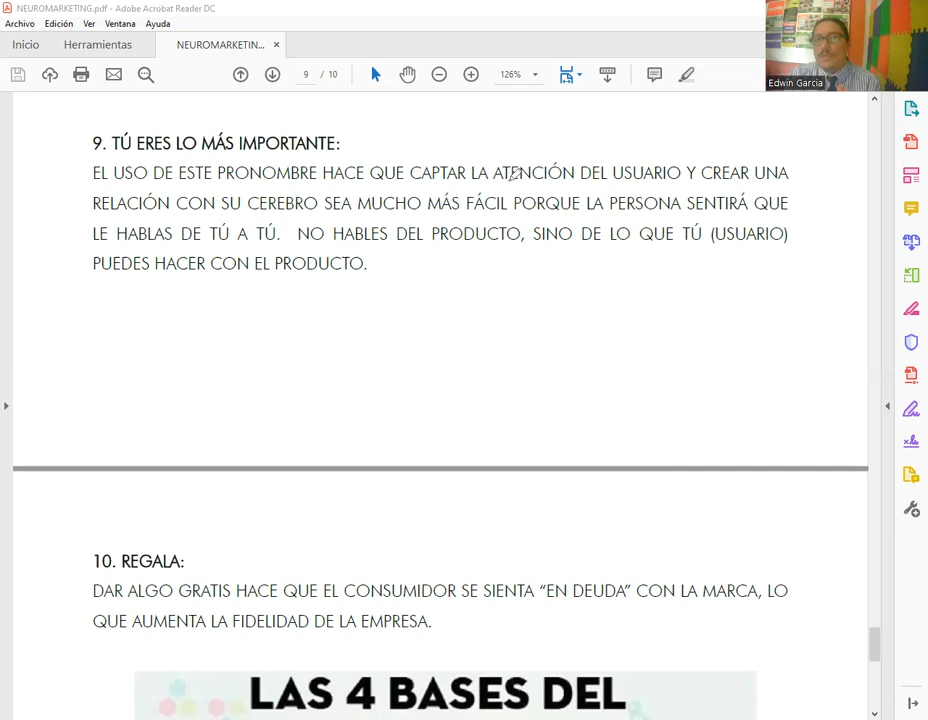 NEUROMARKETING.pdf - Adobe Acrobat Reader DC
Archivo Edición Ver Ventana Ayuda
Inicio Herramientas NEUROMARKETIN... ×
9 / 10 126%
Edwin Garcia
9. TÚ ERES LO MÁS IMPORTANTE:
EL USO DE ESTE PRONOMBRE HACE QUE CAPTAR LA ATENCIÓN DEL USUARIO Y CREAR UNA
RELACIÓN CON SU CEREBRO SEA MUCHO MÁS FÁCIL PORQUE LA PERSONA SENTIRÁ QUE
LE HABLAS DE TÚ A TÚ. NO HABLES DEL PRODUCTO, SINO DE LO QUE TÚ (USUARIO)
PUEDES HACER CON EL PRODUCTO.
10. REGALA:
DAR ALGO GRATIS HACE QUE EL CONSUMIDOR SE SIENTA “EN DEUDA” CON LA MARCA, LO
QUE AUMENTA LA FIDELIDAD DE LA EMPRESA.
LAS 4 BASES DEL